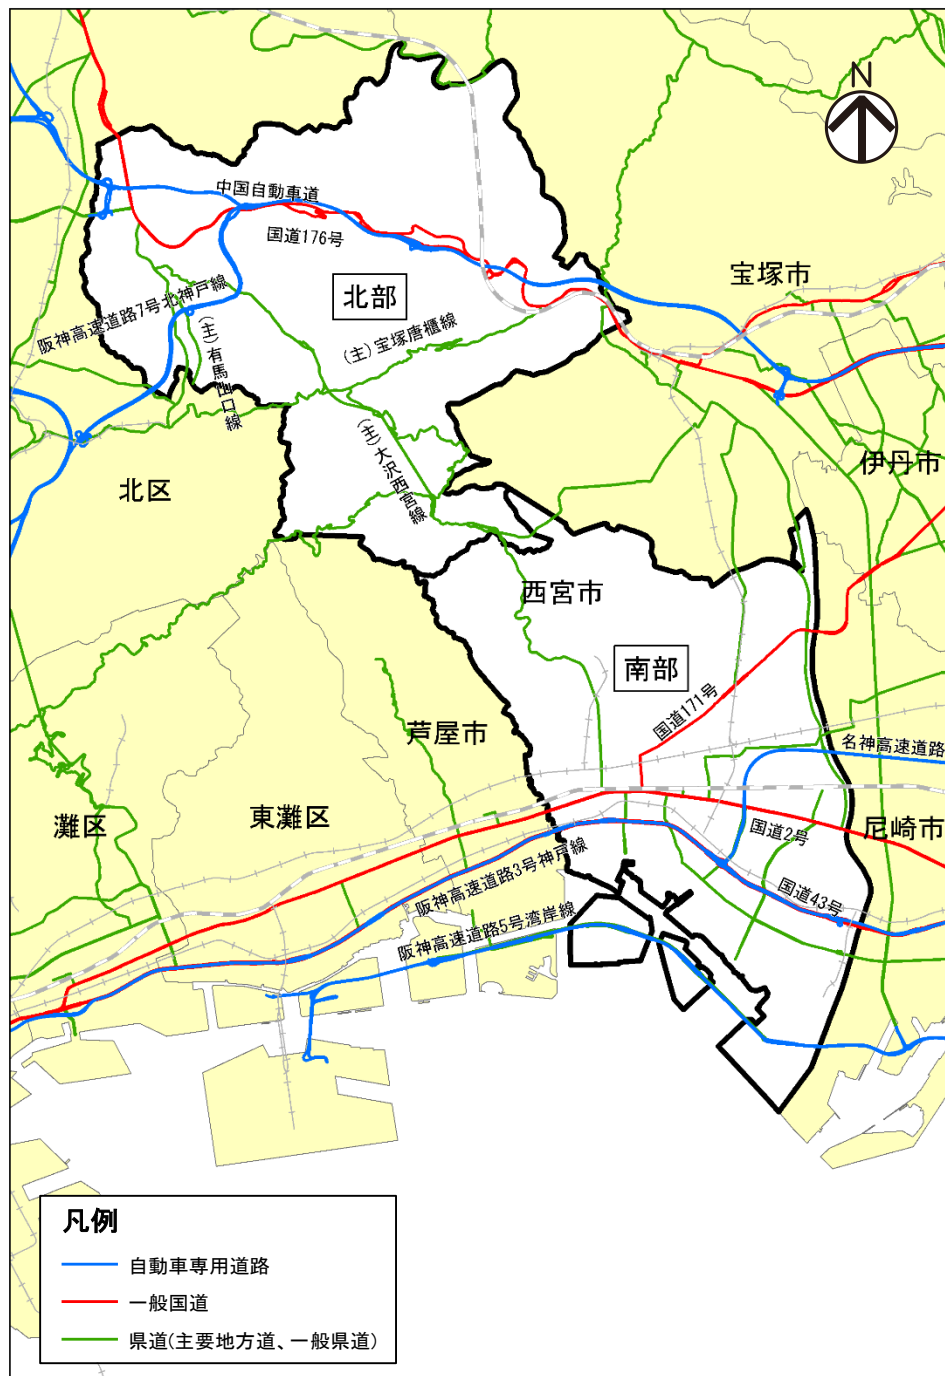 N
中国自動車道
国道176号
宝塚市
北部
阪神高速道路7号北神戸線
(主)有馬山口線
(主)宝塚唐櫃線
(主)大沢西宮線
伊丹市
北区
西宮市
南部
国道171号
芦屋市
名神高速道路
灘区
東灘区
国道2号
尼崎市
阪神高速道路3号神戸線
国道43号
阪神高速道路5号湾岸線
凡例
自動車専用道路
一般国道
県道(主要地方道、一般県道)